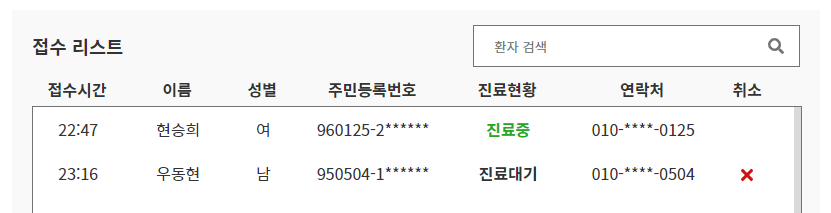 접수 리스트
환자 검색
접수시간 이름 성별 주민등록번호 진료현황 연락처 취소
22:47 현승희 여 960125-2****** 진료중 010-****-0125
23:16 우동현 남 950504-1****** 진료대기 010-****-0504